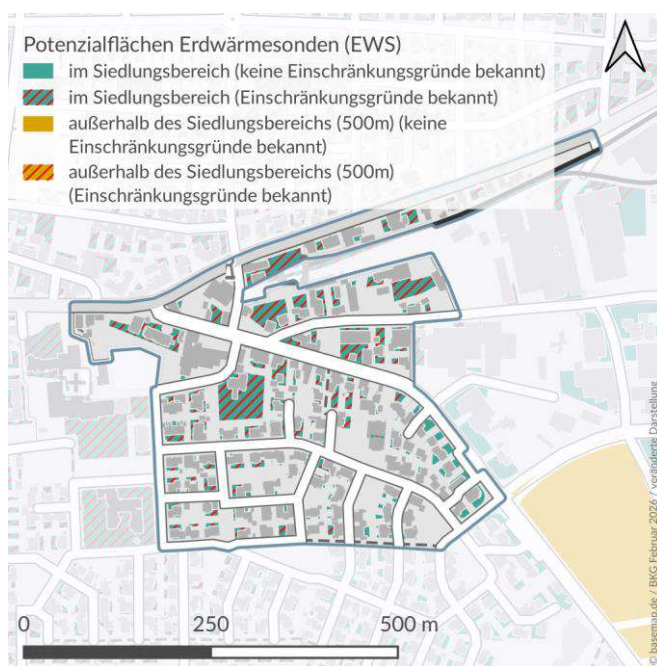 Potenzialflächen Erdwärmesonden (EWS)
im Siedlungsbereich (keine Einschränkungsgründe bekannt)
im Siedlungsbereich (Einschränkungsgründe bekannt)
außerhalb des Siedlungsbereichs (500m) (keine
Einschränkungsgründe bekannt)
außerhalb des Siedlungsbereichs (500m)
(Einschränkungsgründe bekannt)
© basemap.de / BKG Februar 2026 / veränderte Darstellung
0 250 500 m